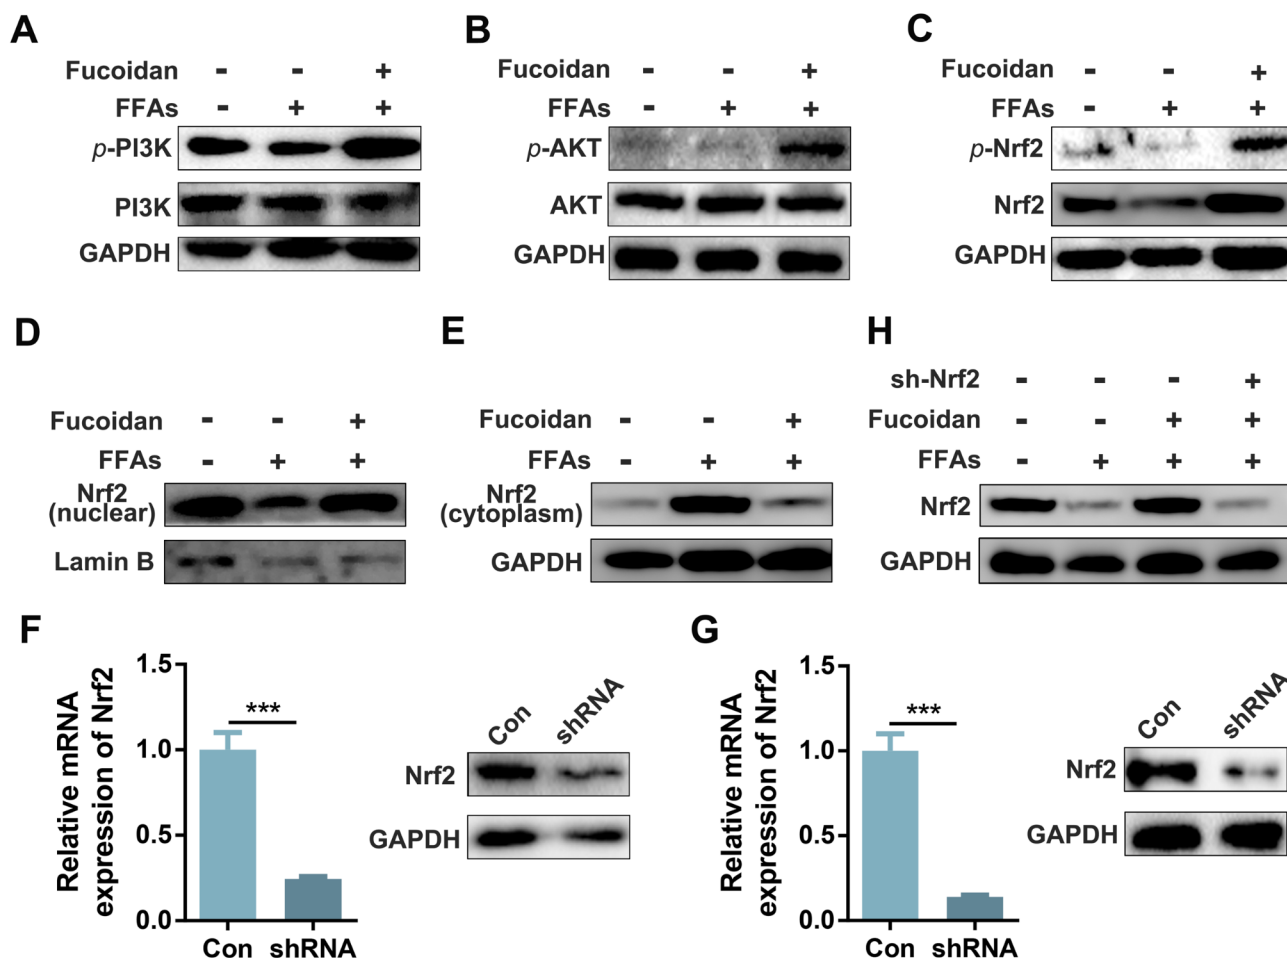 A
Fucoidan - - +
FFAs - + +
p-PI3K
PI3K
GAPDH
B
Fucoidan - - +
FFAs - + +
p-AKT
AKT
GAPDH
C
Fucoidan - - +
FFAs - + +
p-Nrf2
Nrf2
GAPDH
D
Fucoidan - - +
FFAs - + +
Nrf2
(nuclear)
Lamin B
E
Fucoidan - - +
FFAs - + +
Nrf2
(cytoplasm)
GAPDH
H
sh-Nrf2 - - - +
Fucoidan - - + +
FFAs - + + +
Nrf2
GAPDH
F
Relative mRNA
expression of Nrf2
1.5
1.0
0.5
0.0
***
Con shRNA
Con shRNA
Nrf2
GAPDH
G
Relative mRNA
expression of Nrf2
1.5
1.0
0.5
0.0
***
Con shRNA
Con shRNA
Nrf2
GAPDH